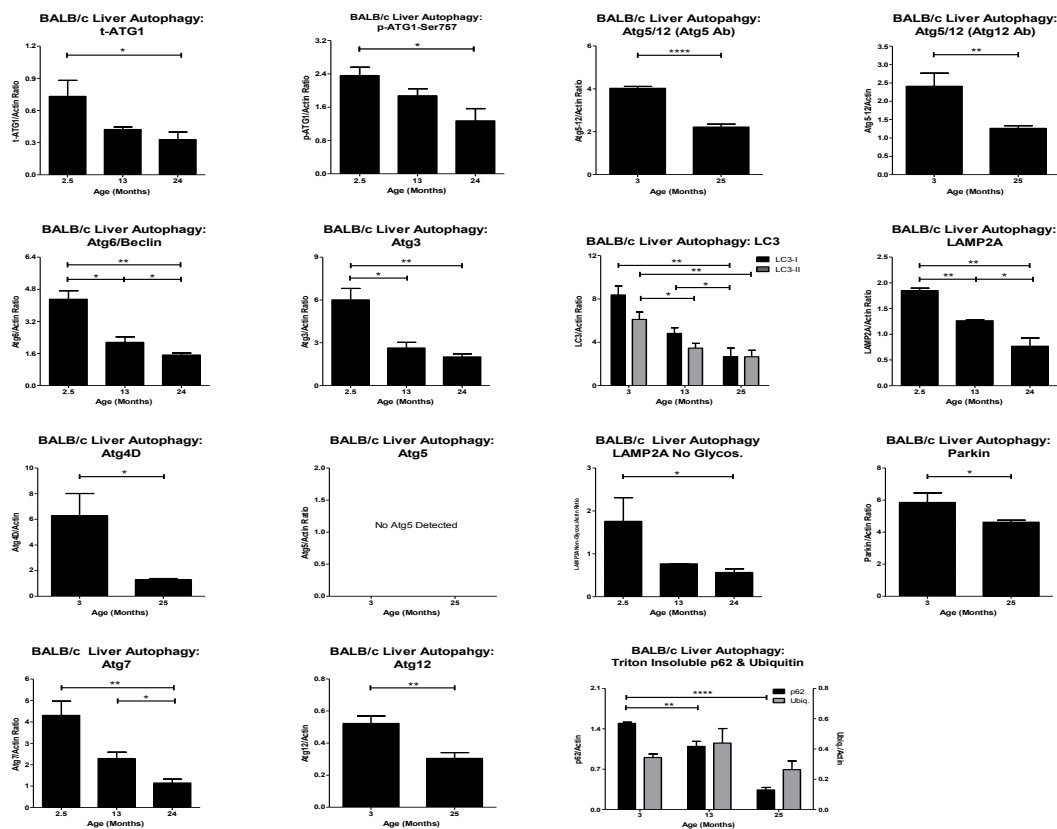 BALB/c Liver Autophagy:
t-ATG1
t-ATG1/Actin Ratio
1.2
0.9
0.6
0.3
0.0
*
2.5 13 24
Age (Months)
BALB/c Liver Autophagy:
p-ATG1-Ser757
p-ATG1/Actin Ratio
3.0
2.4
1.8
1.2
0.6
0.0
*
2.5 13 24
Age (Months)
BALB/c Liver Autopahgy:
Atg5/12 (Atg5 Ab)
Atg5-12/Actin Ratio
6
4
2
0
****
3 25
Age (Months)
BALB/c Liver Autophagy:
Atg5/12 (Atg12 Ab)
Atg5-12/Actin Ratio
3.5
3.0
2.5
2.0
1.5
1.0
0.5
0.0
**
3 25
Age (Months)
BALB/c Liver Autophagy:
Atg6/Beclin
Atg6/Actin Ratio
6.4
4.8
3.2
1.6
0.0
**
* *
2.5 13 24
Age (Months)
BALB/c Liver Autophagy:
Atg3
Atg3/Actin Ratio
9
6
3
0
**
*
2.5 13 24
Age (Months)
BALB/c Liver Autophagy: LC3
LC3/Actin Ratio
12
8
4
0
LC3-I
LC3-II
**
**
*
*
3 13 25
Age (Months)
BALB/c Liver Autophagy:
LAMP2A
LAMP2A/Actin Ratio
2.5
2.0
1.5
1.0
0.5
0.0
**
** *
2.5 13 24
Age (Months)
BALB/c Liver Autophagy:
Atg4D
Atg4D/Actin
10
8
6
4
2
0
*
3 25
Age (Months)
BALB/c Liver Autophagy:
Atg5
Atg5/Actin Ratio
2.0
1.5
1.0
0.5
0.0
No Atg5 Detected
3 25
Age (Months)
BALB/c Liver Autophagy
LAMP2A No Glycos.
LAMP2A Non-Glycos/Actin Ratio
3
2
1
0
*
2.5 13 24
Age (Months)
BALB/c Liver Autophagy:
Parkin
Parkin/Actin Ratio
8
6
4
2
0
*
3 25
Age (Months)
BALB/c Liver Autophagy:
Atg7
Atg7/Actin Ratio
6
5
4
3
2
1
0
**
*
2.5 13 24
Age (Months)
BALB/c Liver Autopahgy:
Atg12
Atg12/Actin
0.8
0.6
0.4
0.2
0.0
**
3 25
Age (Months)
BALB/c Liver Autophagy:
Triton Insoluble p62 & Ubiquitin
p62/Actin
2.1
1.4
0.7
0.0
p62
Ubiq.
****
**
0.8
0.6
0.4
0.2
0.0
Ubiq./Actin
3 13 25
Age (Months)